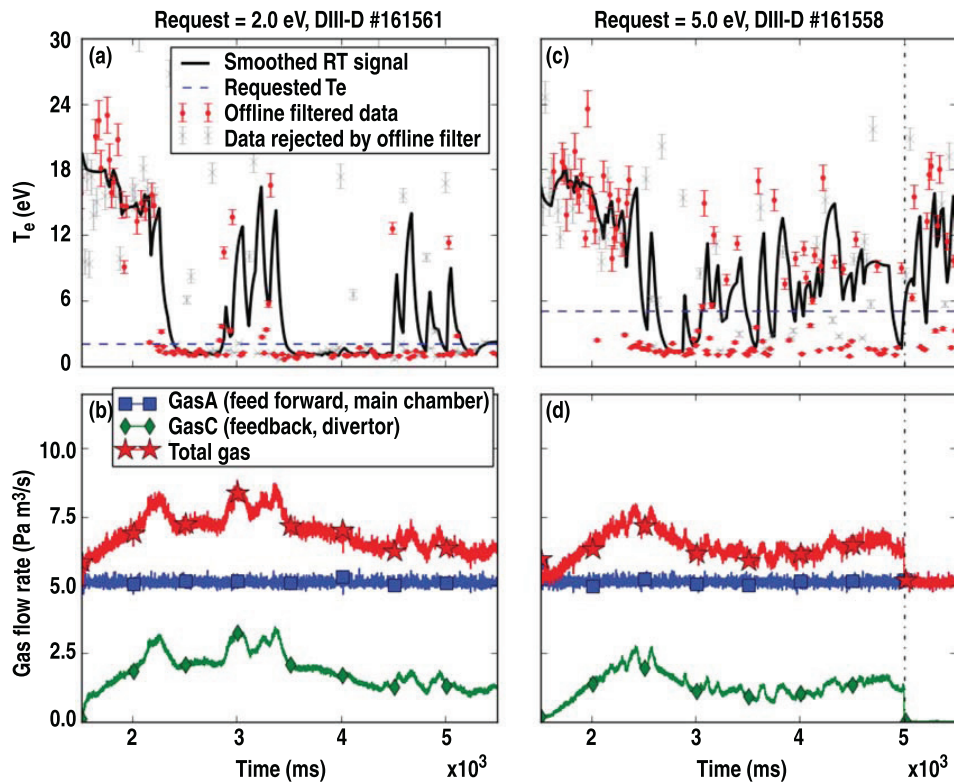 Request = 2.0 eV, DIII-D #161561
Request = 5.0 eV, DIII-D #161558
(a)
Smoothed RT signal
Requested Te
Offline filtered data
Data rejected by offline filter
(c)
30
24
18
12
6
0
Te (eV)
(b)
GasA (feed forward, main chamber)
GasC (feedback, divertor)
Total gas
(d)
10.0
7.5
5.0
2.5
0.0
Gas flow rate (Pa m³/s)
2 3 4 5
Time (ms) x10³
2 3 4 5
Time (ms) x10³